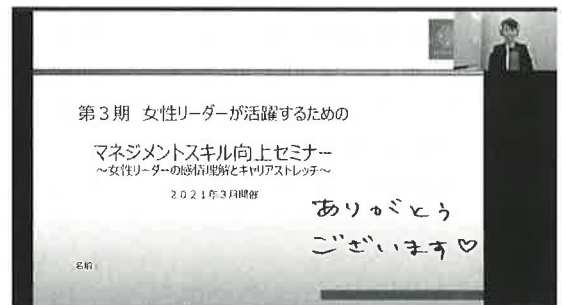 第3期 女性リーダーが活躍するための
マネジメントスキル向上セミナー
～女性リーダーの感情理解とキャリアストレッチ～
2021年3月開催
ありがとう
ございます♡
名前